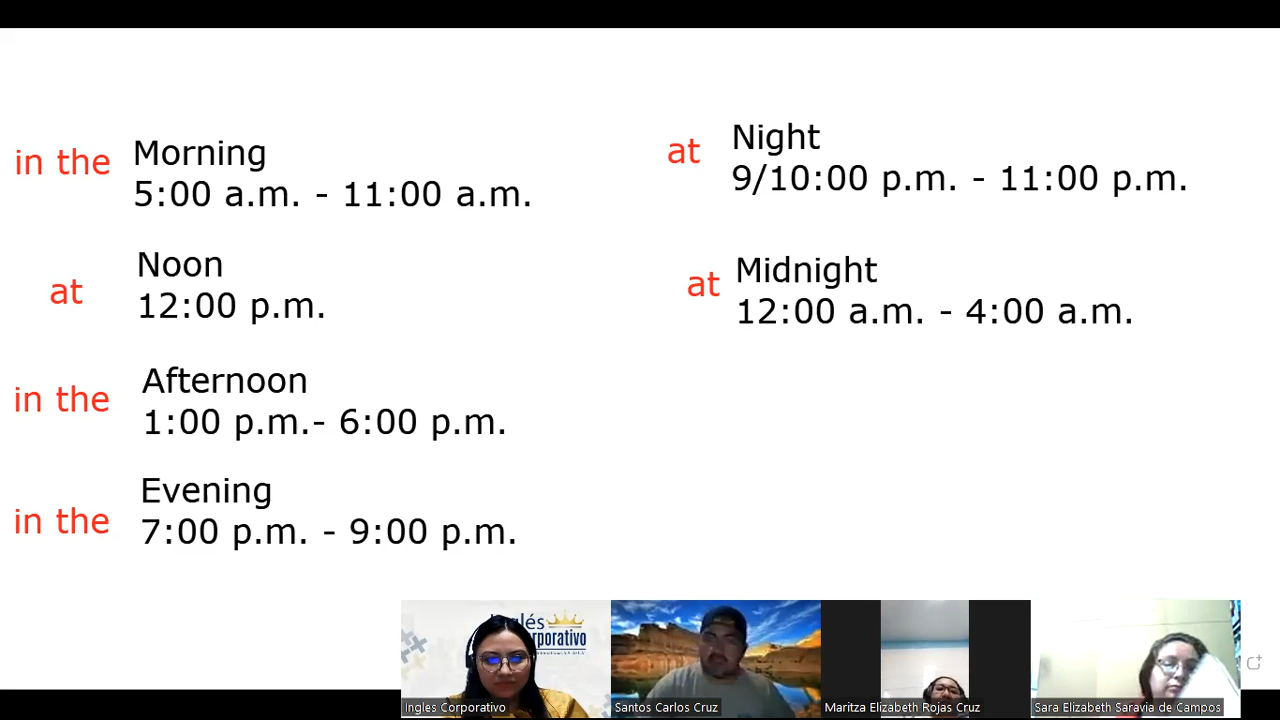 in the
Morning
5:00 a.m. - 11:00 a.m.
at
Noon
12:00 p.m.
in the
Afternoon
1:00 p.m.- 6:00 p.m.
in the
Evening
7:00 p.m. - 9:00 p.m.
at
Night
9/10:00 p.m. - 11:00 p.m.
at
Midnight
12:00 a.m. - 4:00 a.m.
Inglés
Corporativo
Ingles Corporativo
Santos Carlos Cruz
Maritza Elizabeth Rojas Cruz
Sara Elizabeth Saravia de Campos